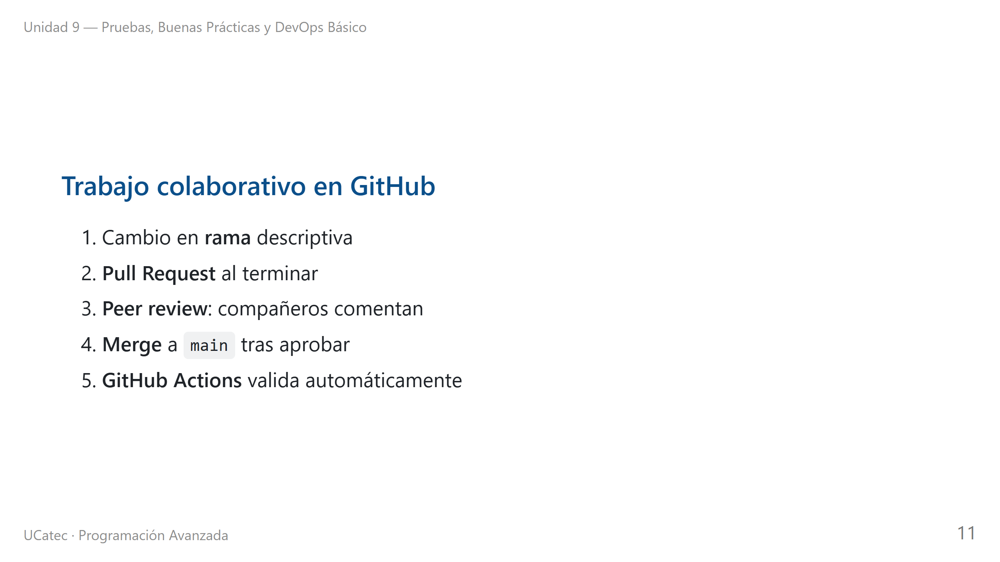 Unidad 9 — Pruebas, Buenas Prácticas y DevOps Básico
Trabajo colaborativo en GitHub
1. Cambio en rama descriptiva
2. Pull Request al terminar
3. Peer review: compañeros comentan
4. Merge a main tras aprobar
5. GitHub Actions valida automáticamente
UCatec · Programación Avanzada
11